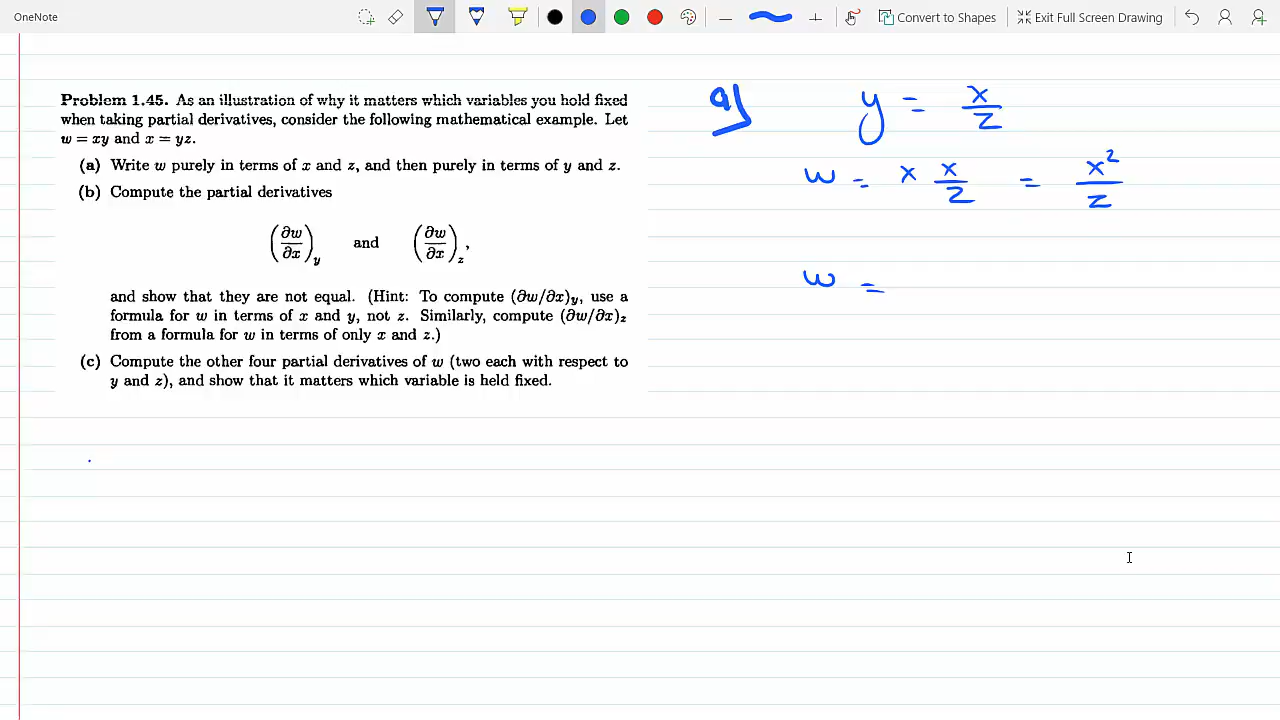 OneNote
Convert to Shapes
Exit Full Screen Drawing
Problem 1.45. As an illustration of why it matters which variables you hold fixed
when taking partial derivatives, consider the following mathematical example. Let
w = xy and x = yz.
(a) Write w purely in terms of x and z, and then purely in terms of y and z.
(b) Compute the partial derivatives
(∂w/∂x)_y and (∂w/∂x)_z,
and show that they are not equal. (Hint: To compute (∂w/∂x)_y, use a
formula for w in terms of x and y, not z. Similarly, compute (∂w/∂x)_z
from a formula for w in terms of only x and z.)
(c) Compute the other four partial derivatives of w (two each with respect to
y and z), and show that it matters which variable is held fixed.
a)
y = x/z
w = x x/z = x²/z
w =